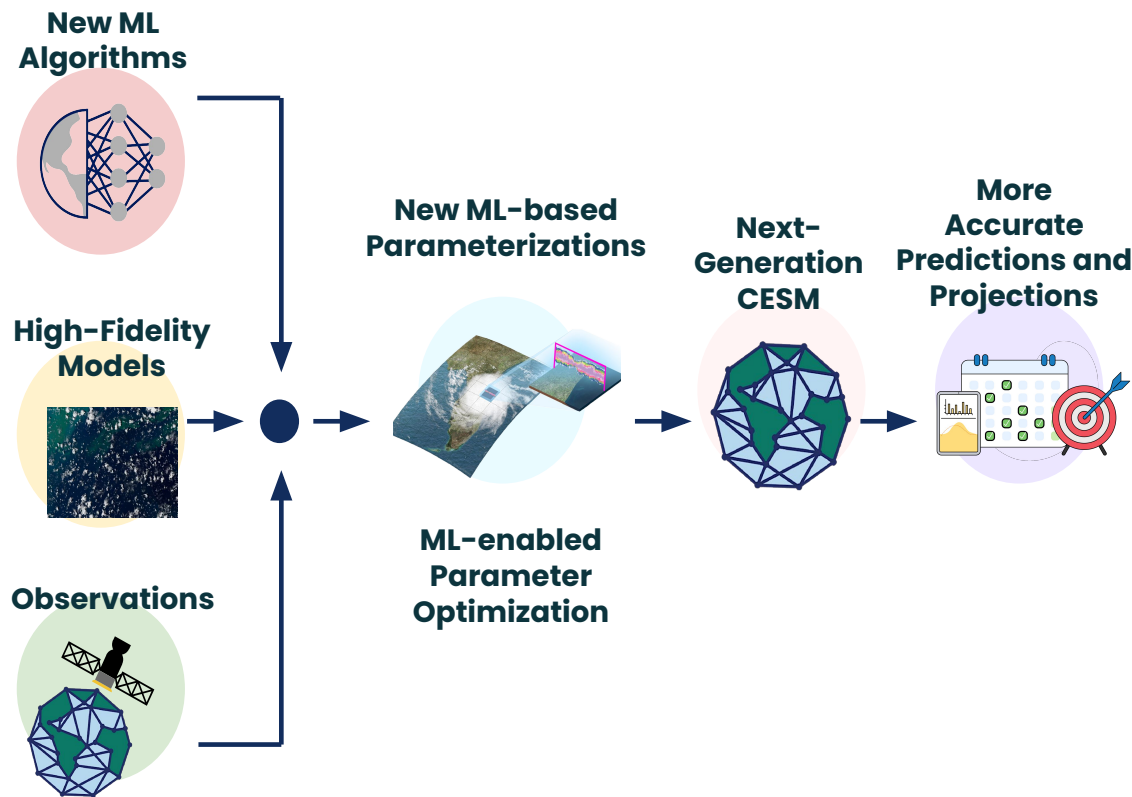 New ML
Algorithms
High-Fidelity
Models
Observations
New ML-based
Parameterizations
ML-enabled
Parameter
Optimization
Next-
Generation
CESM
More
Accurate
Predictions and
Projections